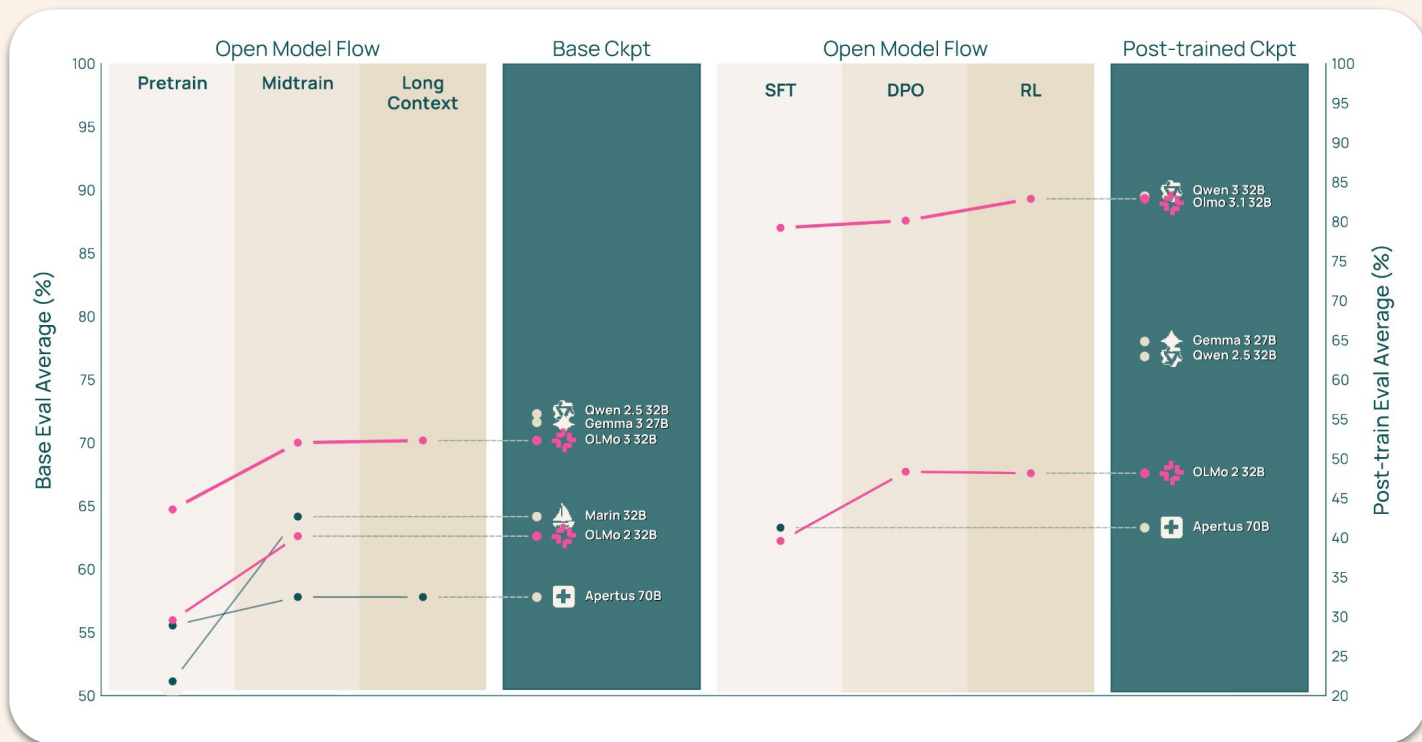 Open Model Flow
Base Ckpt
Open Model Flow
Post-trained Ckpt
Pretrain
Midtrain
Long
Context
SFT
DPO
RL
Base Eval Average (%)
100
95
90
85
80
75
70
65
60
55
50
Qwen 2.5 32B
Gemma 3 27B
OLMo 3 32B
Marin 32B
OLMo 2 32B
Apertus 70B
Qwen 3 32B
Olmo 3.1 32B
Gemma 3 27B
Qwen 2.5 32B
OLMo 2 32B
Apertus 70B
100
95
90
85
80
75
70
65
60
55
50
45
40
35
30
25
20
Post-train Eval Average (%)